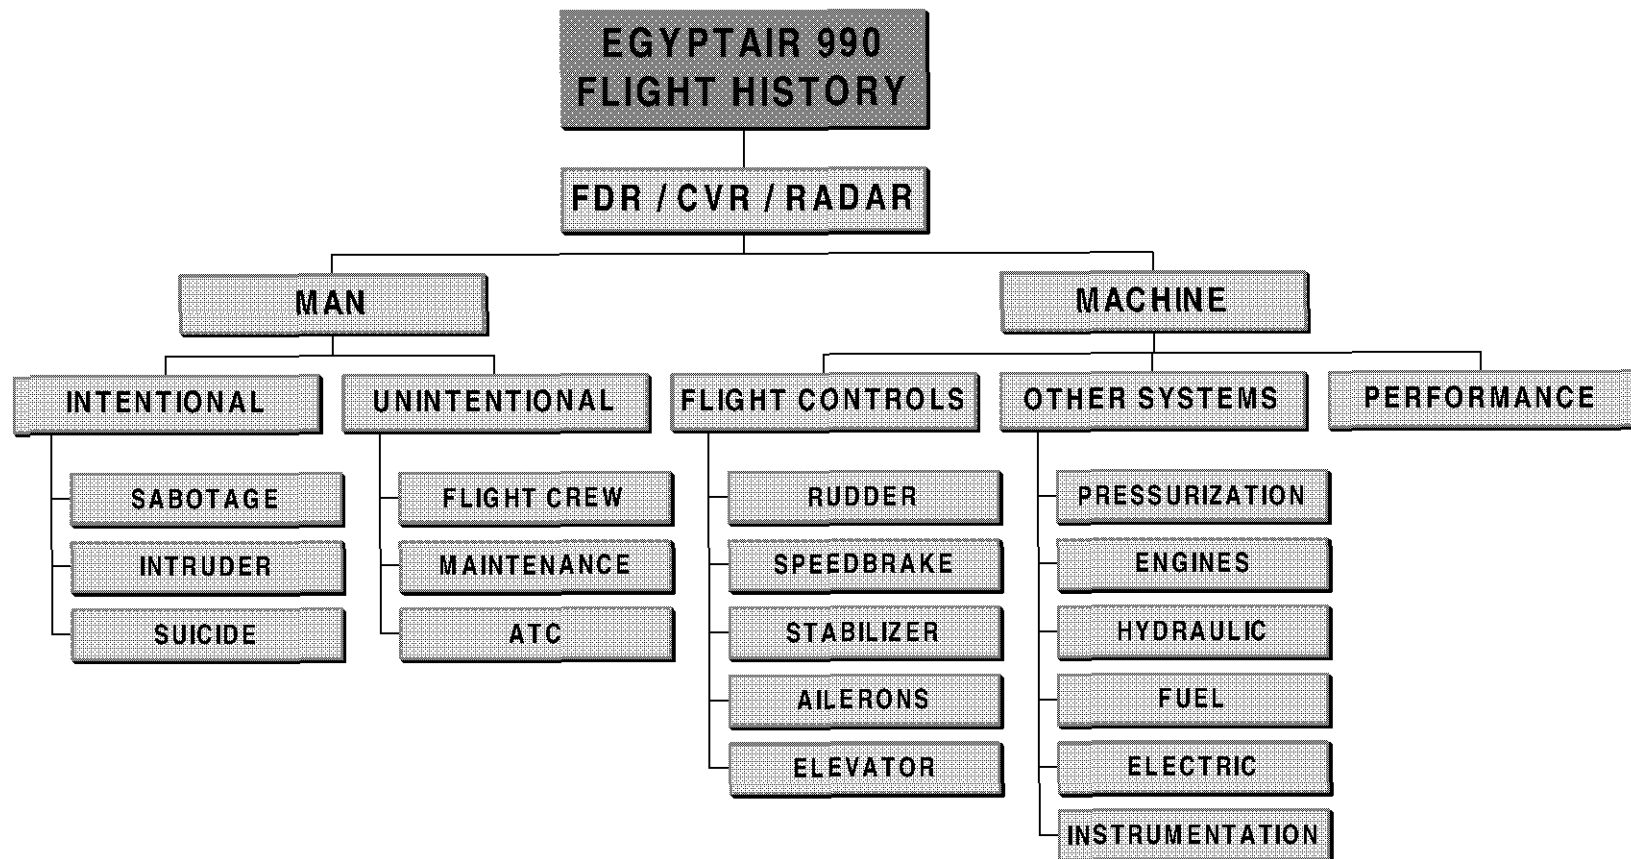 EGYPTAIR 990
FLIGHT HISTORY
FDR / CVR / RADAR
MAN
MACHINE
INTENTIONAL
UNINTENTIONAL
FLIGHT CONTROLS
OTHER SYSTEMS
PERFORMANCE
SABOTAGE
INTRUDER
SUICIDE
FLIGHT CREW
MAINTENANCE
ATC
RUDDER
SPEEDBRAKE
STABILIZER
AILERONS
ELEVATOR
PRESSURIZATION
ENGINES
HYDRAULIC
FUEL
ELECTRIC
INSTRUMENTATION